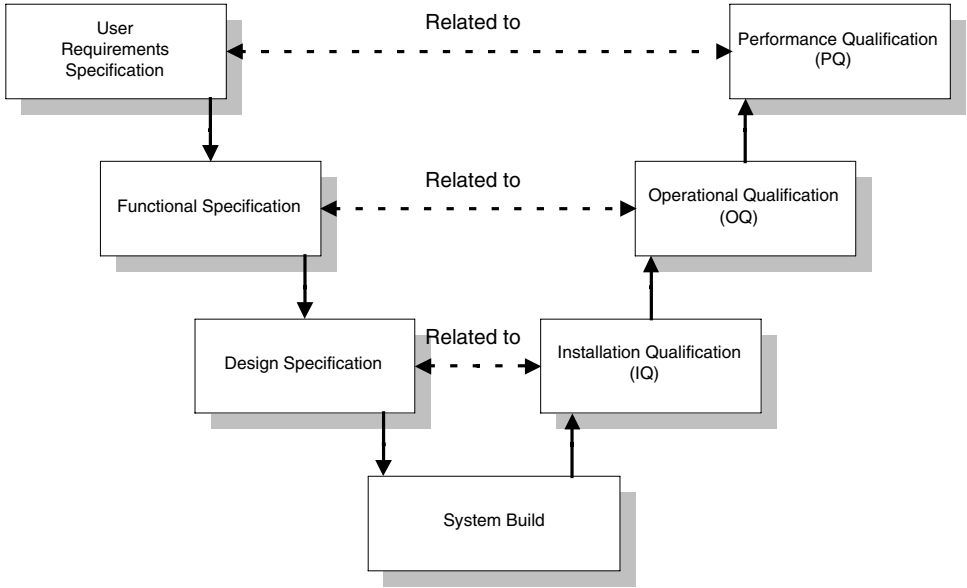 User
Requirements
Specification
Related to
Performance Qualification
(PQ)
Functional Specification
Related to
Operational Qualification
(OQ)
Design Specification
Related to
Installation Qualification
(IQ)
System Build